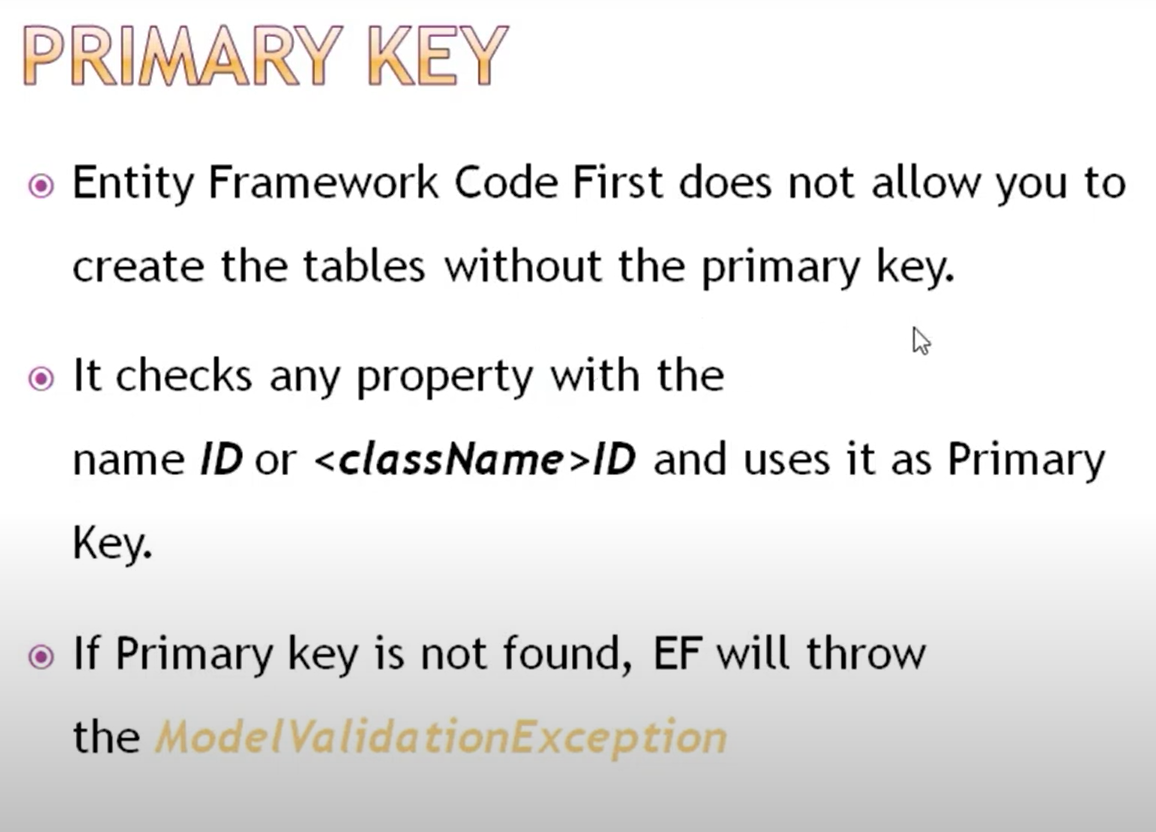 PRIMARY KEY
Entity Framework Code First does not allow you to
create the tables without the primary key.
It checks any property with the
name ID or <className>ID and uses it as Primary
Key.
If Primary key is not found, EF will throw
the ModelValidationException